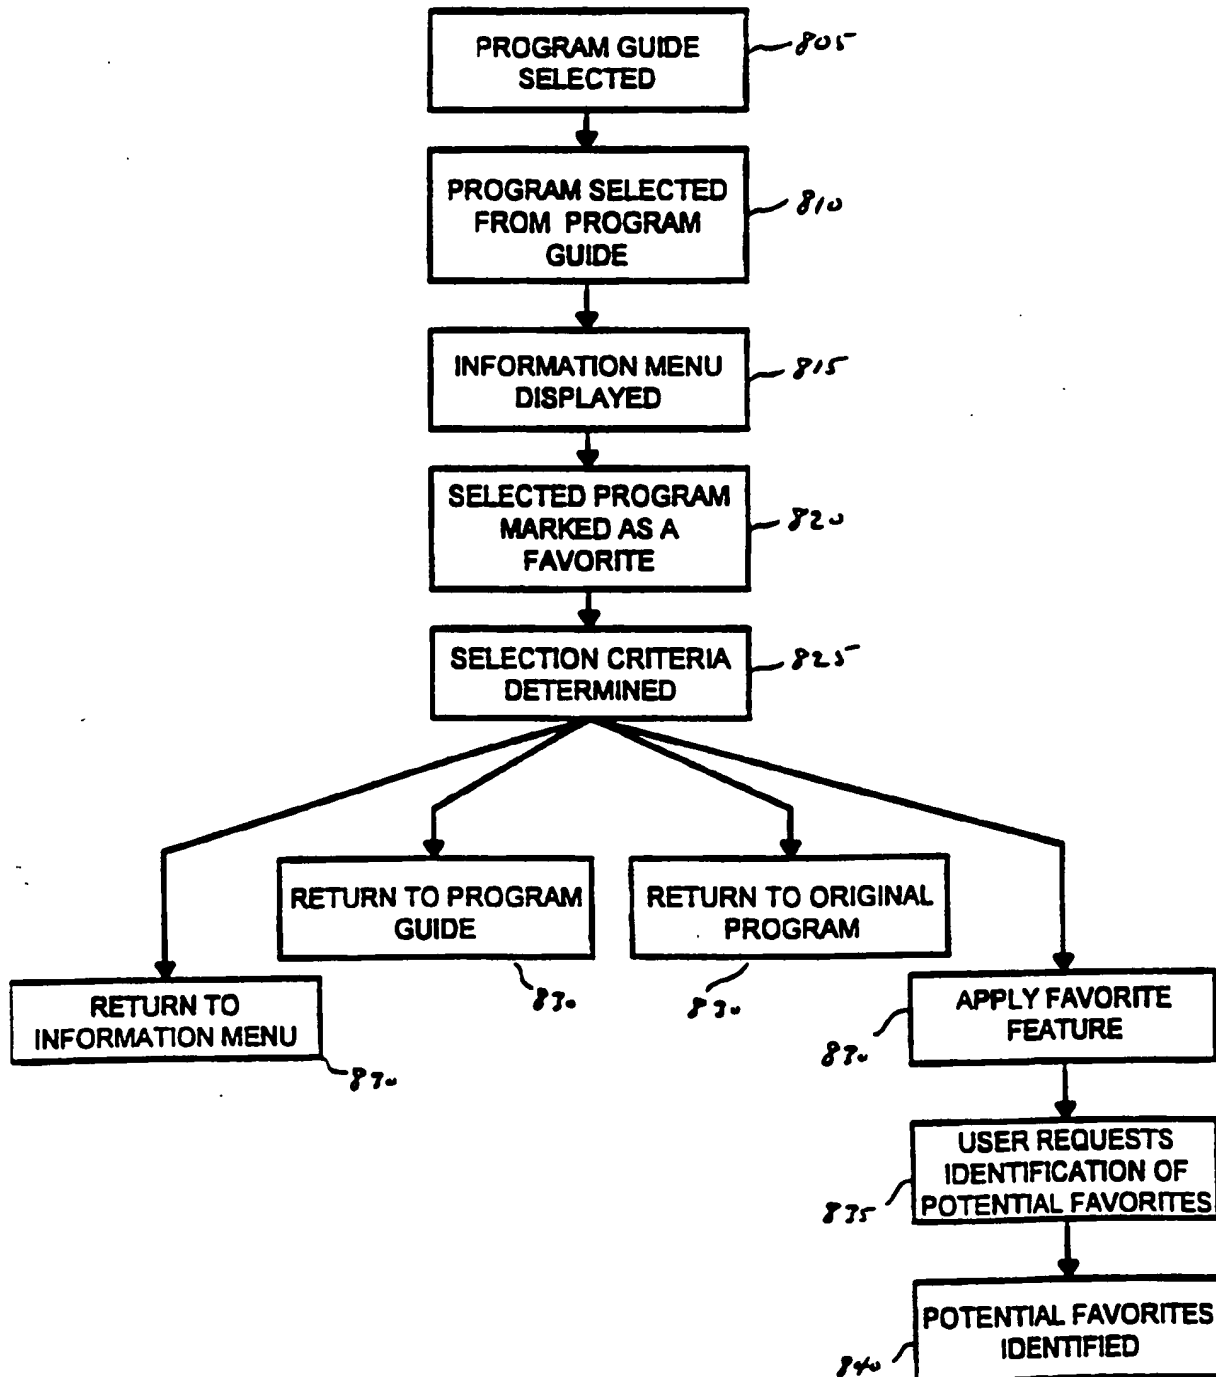 PROGRAM GUIDE
SELECTED
805
PROGRAM SELECTED
FROM PROGRAM
GUIDE
810
INFORMATION MENU
DISPLAYED
815
SELECTED PROGRAM
MARKED AS A
FAVORITE
820
SELECTION CRITERIA
DETERMINED
825
RETURN TO PROGRAM
GUIDE
830
RETURN TO ORIGINAL
PROGRAM
830
RETURN TO
INFORMATION MENU
830
APPLY FAVORITE
FEATURE
830
USER REQUESTS
IDENTIFICATION OF
POTENTIAL FAVORITES
835
POTENTIAL FAVORITES
IDENTIFIED
840